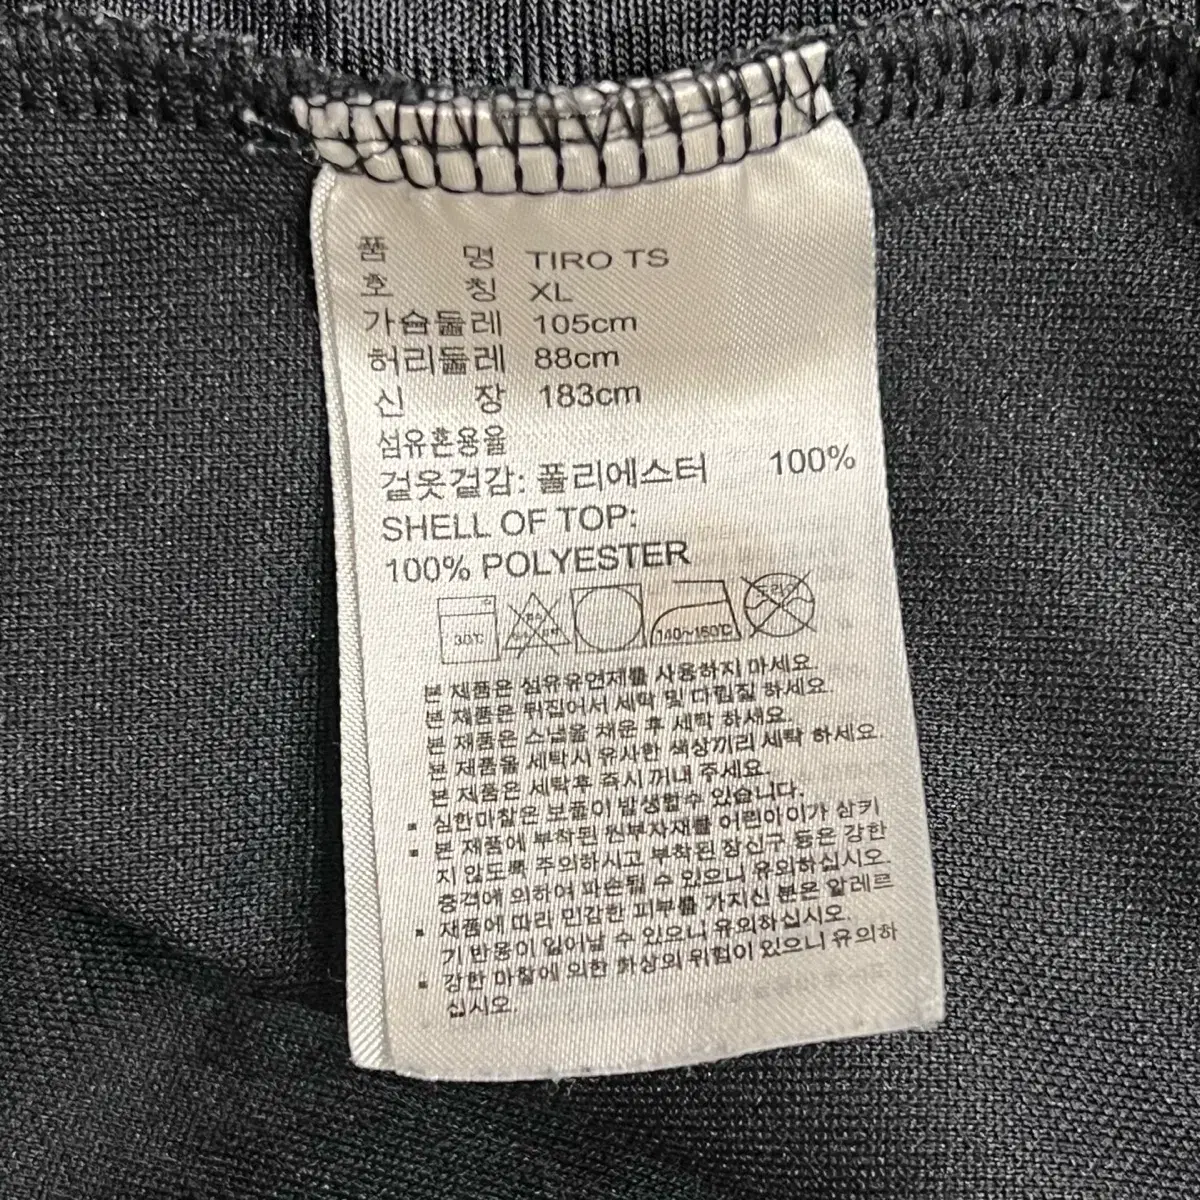 품 명 TIRO TS
호 칭 XL
가슴둘레 105cm
허리둘레 88cm
신 장 183cm
섬유혼용율
겉옷겉감: 폴리에스터 100%
SHELL OF TOP:
100% POLYESTER
30℃ 140~160℃
본 제품은 섬유유연제를 사용하지 마세요.
본 제품은 뒤집어서 세탁 및 다림질 하세요.
본 제품은 스냅을 채운 후 세탁 하세요.
본 제품을 세탁시 유사한 색상끼리 세탁 하세요.
본 제품은 세탁후 즉시 꺼내 주세요.
▪ 심한마찰은 보풀이 발생할수 있습니다.
▪ 본 제품에 부착된 원부자재를 어린아이가 삼키
지 않도록 주의하시고 부착된 장신구 등은 강한
충격에 의하여 파손될 수 있으니 유의하십시오.
▪ 제품에 따라 민감한 피부를 가지신 분은 알레르
기 반응이 일어날 수 있으니 유의하십시오.
▪ 강한 마찰에 의한 화상의 위험이 있으니 유의하
십시오.